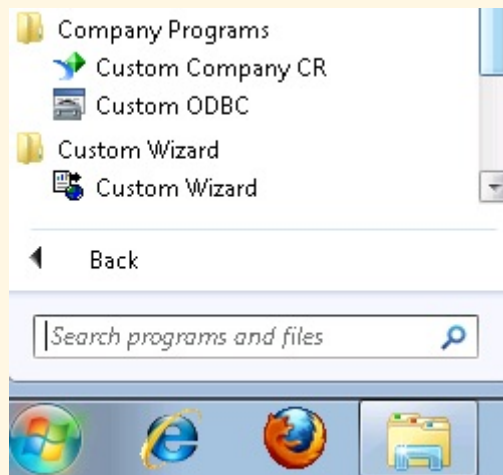 Company Programs
Custom Company CR
Custom ODBC
Custom Wizard
Custom Wizard
Back
Search programs and files